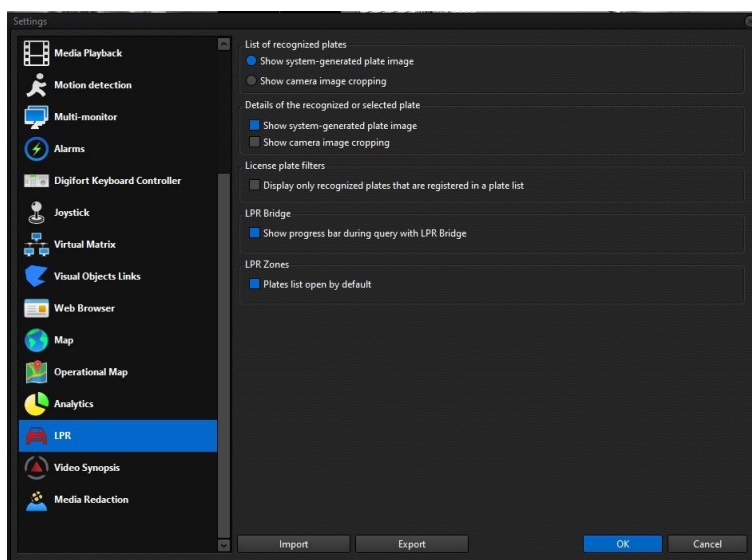 Settings
Media Playback
Motion detection
Multi-monitor
Alarms
Digifort Keyboard Controller
Joystick
Virtual Matrix
Visual Objects Links
Web Browser
Map
Operational Map
Analytics
LPR
Video Synopsis
Media Redaction
List of recognized plates
Show system-generated plate image
Show camera image cropping
Details of the recognized or selected plate
Show system-generated plate image
Show camera image cropping
License plate filters
Display only recognized plates that are registered in a plate list
LPR Bridge
Show progress bar during query with LPR Bridge
LPR Zones
Plates list open by default
Import
Export
OK
Cancel